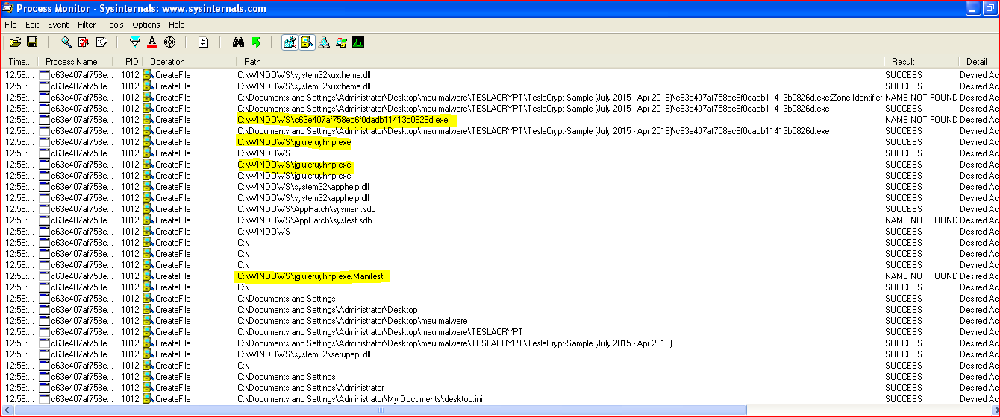 Process Monitor - Sysinternals: www.sysinternals.com
File Edit Event Filter Tools Options Help
Time... Process Name PID Operation Path Result Detail
12:59:... c63e407af758e... 1012 CreateFile C:\WINDOWS\system32\uxtheme.dll SUCCESS Desired Ac
12:59:... c63e407af758e... 1012 CreateFile C:\WINDOWS\system32\uxtheme.dll SUCCESS Desired Ac
12:59:... c63e407af758e... 1012 CreateFile C:\Documents and Settings\Administrator\Desktop\mau malware\TESLACRYPT\TeslaCrypt-Sample (July 2015 - Apr 2016)\c63e407af758ec6f0dadb11413b0826d.exe:Zone.Identifier NAME NOT FOUND Desired Ac
12:59:... c63e407af758e... 1012 CreateFile C:\Documents and Settings\Administrator\Desktop\mau malware\TESLACRYPT\TeslaCrypt-Sample (July 2015 - Apr 2016)\c63e407af758ec6f0dadb11413b0826d.exe SUCCESS Desired Ac
12:59:... c63e407af758e... 1012 CreateFile C:\WINDOWS\c63e407af758ec6f0dadb11413b0826d.exe NAME NOT FOUND Desired Ac
12:59:... c63e407af758e... 1012 CreateFile C:\Documents and Settings\Administrator\Desktop\mau malware\TESLACRYPT\TeslaCrypt-Sample (July 2015 - Apr 2016)\c63e407af758ec6f0dadb11413b0826d.exe SUCCESS Desired Ac
12:59:... c63e407af758e... 1012 CreateFile C:\WINDOWS\jgjuleruyhnp.exe SUCCESS Desired Ac
12:59:... c63e407af758e... 1012 CreateFile C:\WINDOWS SUCCESS Desired Ac
12:59:... c63e407af758e... 1012 CreateFile C:\WINDOWS\jgjuleruyhnp.exe SUCCESS Desired Ac
12:59:... c63e407af758e... 1012 CreateFile C:\WINDOWS\jgjuleruyhnp.exe SUCCESS Desired Ac
12:59:... c63e407af758e... 1012 CreateFile C:\WINDOWS\system32\apphelp.dll SUCCESS Desired Ac
12:59:... c63e407af758e... 1012 CreateFile C:\WINDOWS\system32\apphelp.dll SUCCESS Desired Ac
12:59:... c63e407af758e... 1012 CreateFile C:\WINDOWS\AppPatch\sysmain.sdb SUCCESS Desired Ac
12:59:... c63e407af758e... 1012 CreateFile C:\WINDOWS\AppPatch\systest.sdb NAME NOT FOUND Desired Ac
12:59:... c63e407af758e... 1012 CreateFile C:\WINDOWS SUCCESS Desired Ac
12:59:... c63e407af758e... 1012 CreateFile C:\ SUCCESS Desired Ac
12:59:... c63e407af758e... 1012 CreateFile C:\ SUCCESS Desired Ac
12:59:... c63e407af758e... 1012 CreateFile C:\ SUCCESS Desired Ac
12:59:... c63e407af758e... 1012 CreateFile C:\WINDOWS\jgjuleruyhnp.exe.Manifest NAME NOT FOUND Desired Ac
12:59:... c63e407af758e... 1012 CreateFile C:\ SUCCESS Desired Ac
12:59:... c63e407af758e... 1012 CreateFile C:\Documents and Settings SUCCESS Desired Ac
12:59:... c63e407af758e... 1012 CreateFile C:\Documents and Settings\Administrator\Desktop SUCCESS Desired Ac
12:59:... c63e407af758e... 1012 CreateFile C:\Documents and Settings\Administrator\Desktop\mau malware SUCCESS Desired Ac
12:59:... c63e407af758e... 1012 CreateFile C:\Documents and Settings\Administrator\Desktop\mau malware\TESLACRYPT SUCCESS Desired Ac
12:59:... c63e407af758e... 1012 CreateFile C:\Documents and Settings\Administrator\Desktop\mau malware\TESLACRYPT\TeslaCrypt-Sample (July 2015 - Apr 2016) SUCCESS Desired Ac
12:59:... c63e407af758e... 1012 CreateFile C:\WINDOWS\system32\setupapi.dll SUCCESS Desired Ac
12:59:... c63e407af758e... 1012 CreateFile C:\ SUCCESS Desired Ac
12:59:... c63e407af758e... 1012 CreateFile C:\Documents and Settings SUCCESS Desired Ac
12:59:... c63e407af758e... 1012 CreateFile C:\Documents and Settings\Administrator SUCCESS Desired Ac
12:59:... c63e407af758e... 1012 CreateFile C:\Documents and Settings\Administrator\My Documents\desktop.ini SUCCESS Desired Ac